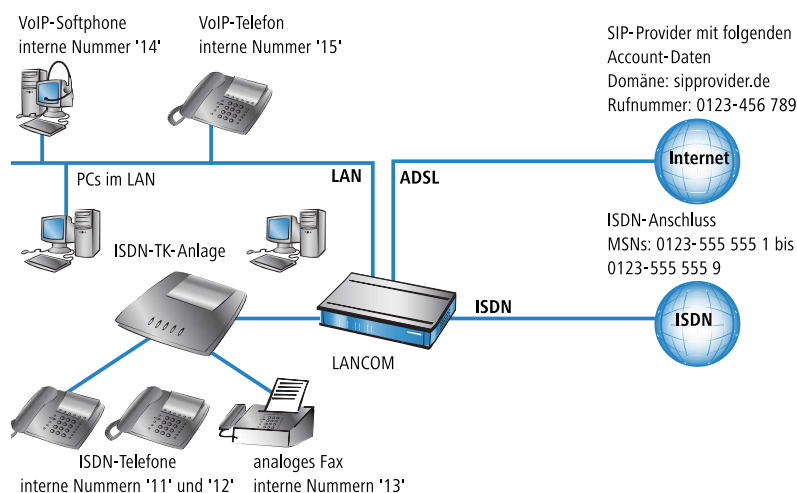 VoIP-Softphone
interne Nummer '14'
VoIP-Telefon
interne Nummer '15'
SIP-Provider mit folgenden
Account-Daten
Domäne: sipprovider.de
Rufnummer: 0123-456 789
Internet
PCs im LAN
LAN
ADSL
ISDN-Anschluss
MSNs: 0123-555 555 1 bis
0123-555 555 9
ISDN-TK-Anlage
ISDN
ISDN
LANCOM
ISDN-Telefone
interne Nummern '11' und '12'
analoges Fax
interne Nummern '13'